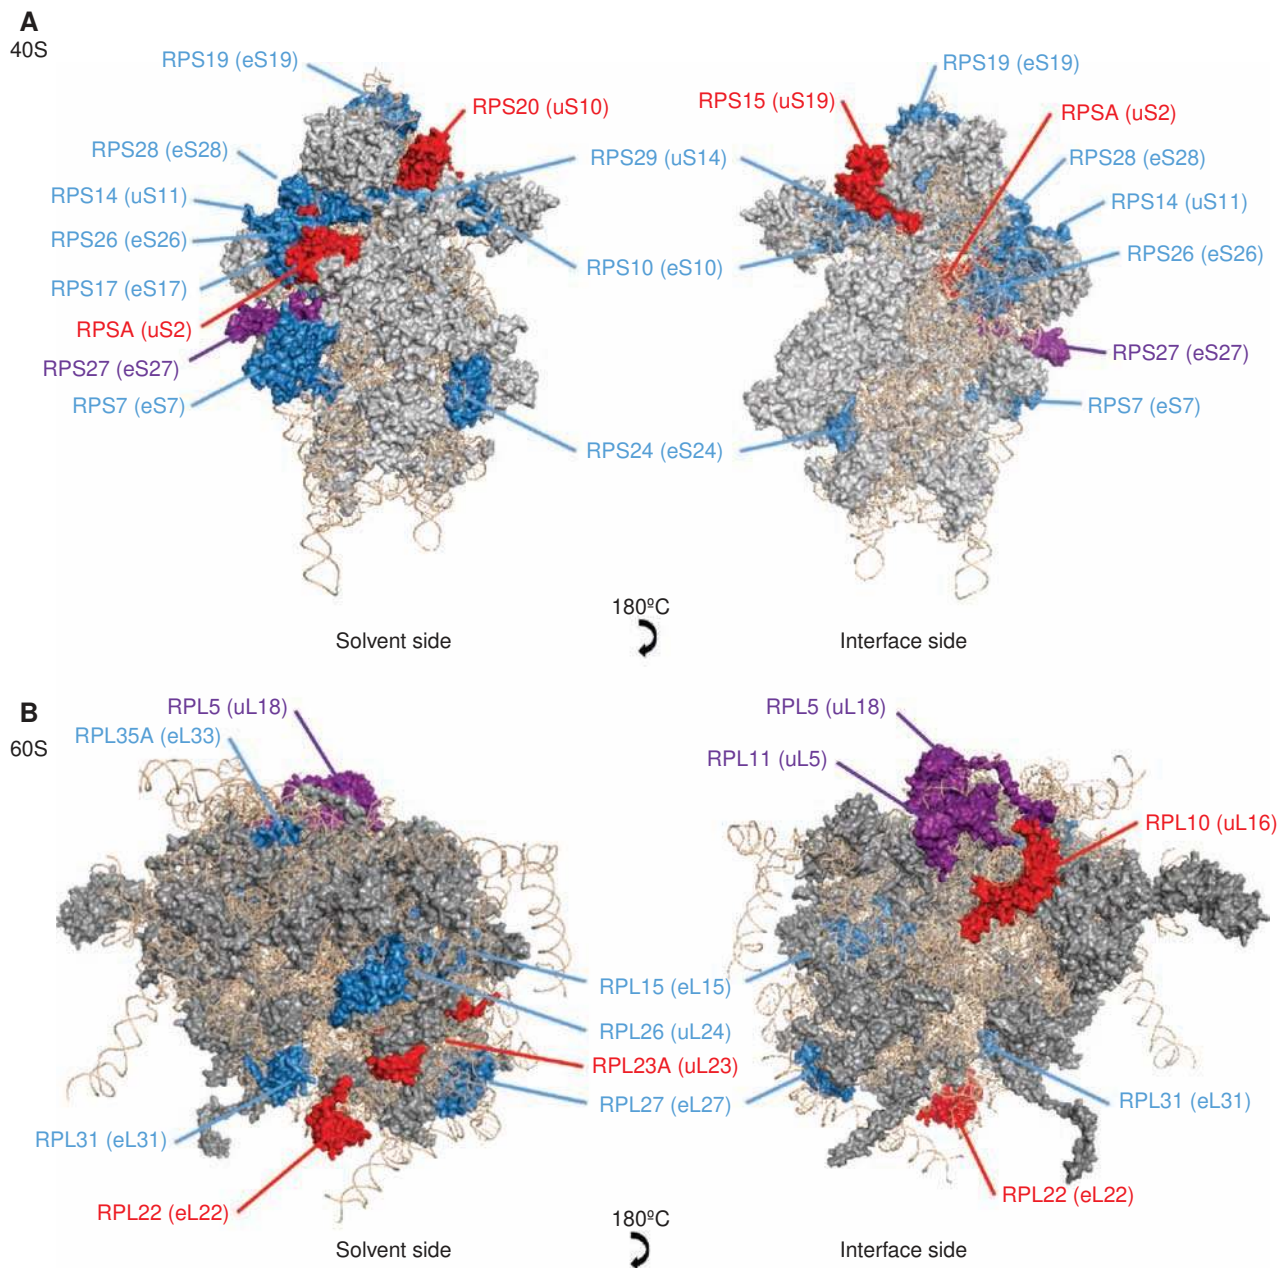 A
40S
RPS19 (eS19)
RPS20 (uS10)
RPS28 (eS28)
RPS14 (uS11)
RPS26 (eS26)
RPS17 (eS17)
RPSA (uS2)
RPS27 (eS27)
RPS7 (eS7)
RPS29 (uS14)
RPS10 (eS10)
RPS24 (eS24)
RPS15 (uS19)
RPS19 (eS19)
RPSA (uS2)
RPS28 (eS28)
RPS14 (uS11)
RPS26 (eS26)
RPS27 (eS27)
RPS7 (eS7)
180ºC
Solvent side
Interface side
B
60S
RPL5 (uL18)
RPL35A (eL33)
RPL15 (eL15)
RPL26 (uL24)
RPL23A (uL23)
RPL27 (eL27)
RPL31 (eL31)
RPL22 (eL22)
RPL5 (uL18)
RPL11 (uL5)
RPL10 (uL16)
RPL31 (eL31)
RPL22 (eL22)
180ºC
Solvent side
Interface side